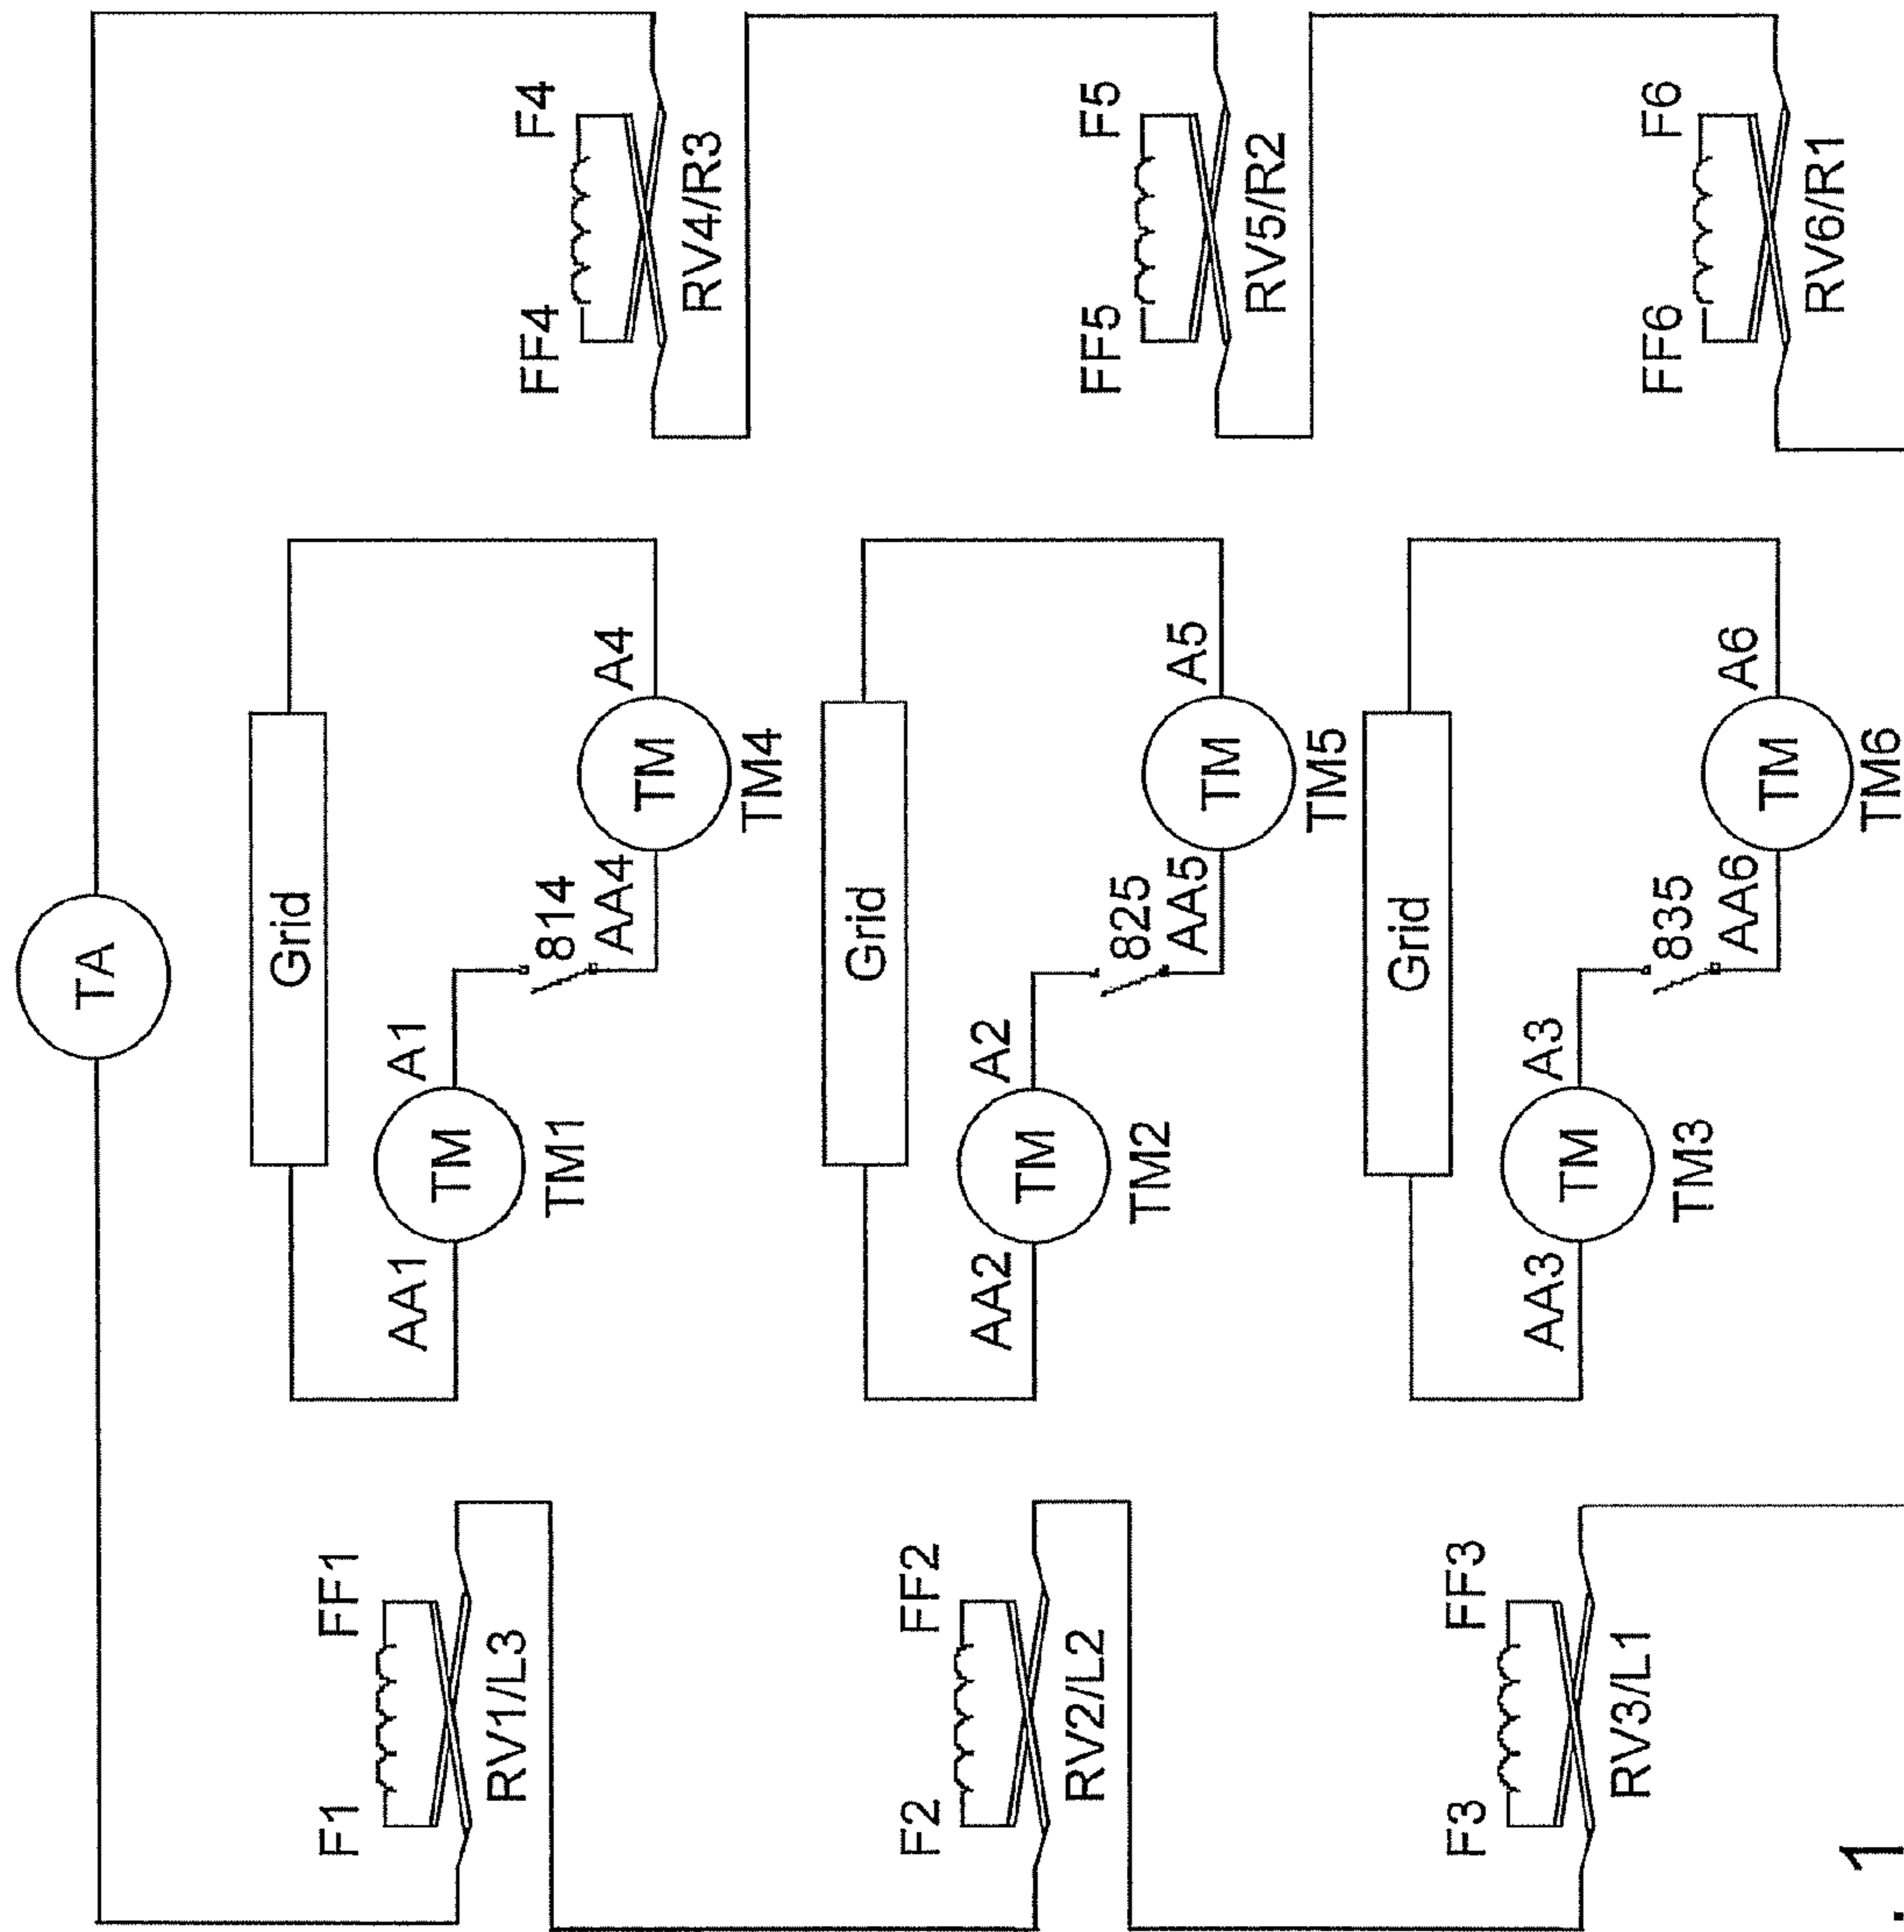 TA
Grid
AA1
A1
TM
TM1
814
AA4
A4
TM
TM4
F1
FF1
RV1/L3
FF4
F4
RV4/R3
Grid
AA2
A2
TM
TM2
825
AA5
A5
TM
TM5
F2
FF2
RV2/L2
FF5
F5
RV5/R2
Grid
AA3
A3
TM
TM3
835
AA6
A6
TM
TM6
F3
FF3
RV3/L1
FF6
F6
RV6/R1
. 1